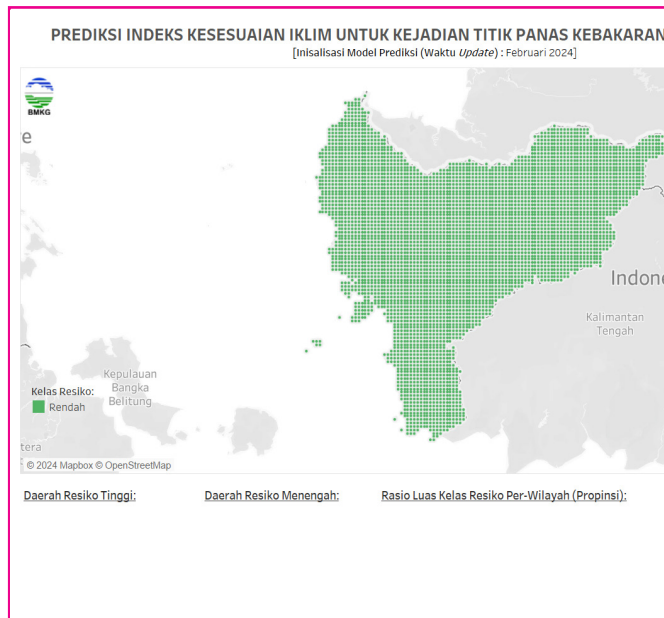 PREDIKSI INDEKS KESESUAIAN IKLIM UNTUK KEJADIAN TITIK PANAS KEBAKARAN
[Inisalisasi Model Prediksi (Waktu Update) : Februari 2024]
BMKG
e
Indone
Kalimantan
Tengah
Kepulauan
Bangka
Belitung
Kelas Resiko:
Rendah
tera
© 2024 Mapbox © OpenStreetMap
Daerah Resiko Tinggi:
Daerah Resiko Menengah:
Rasio Luas Kelas Resiko Per-Wilayah (Propinsi):